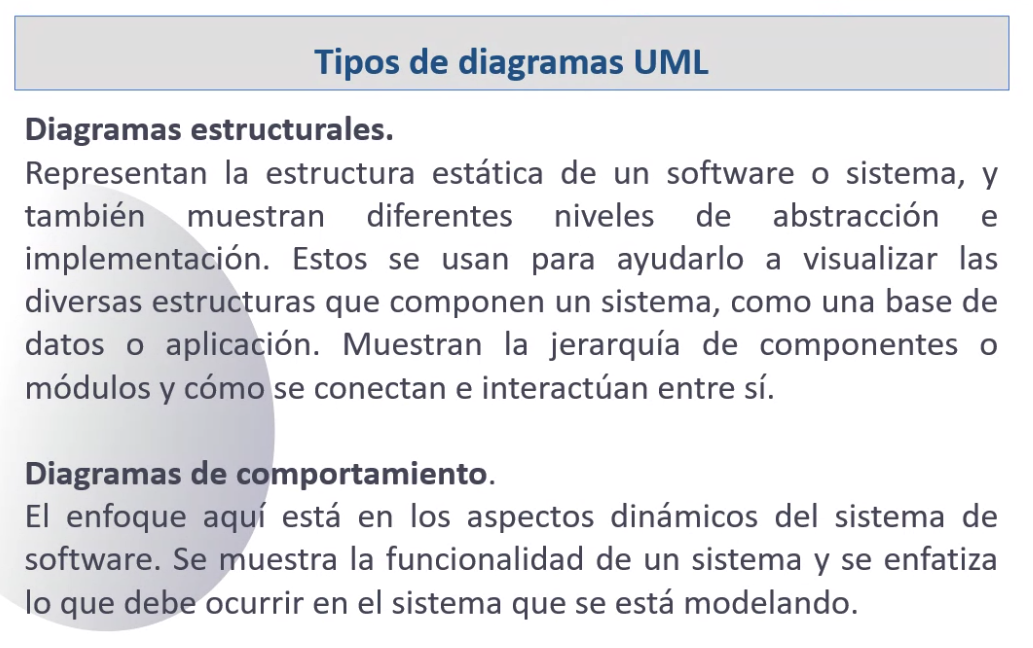 Tipos de diagramas UML
Diagramas estructurales.
Representan la estructura estática de un software o sistema, y
también muestran diferentes niveles de abstracción e
implementación. Estos se usan para ayudarlo a visualizar las
diversas estructuras que componen un sistema, como una base de
datos o aplicación. Muestran la jerarquía de componentes o
módulos y cómo se conectan e interactúan entre sí.
Diagramas de comportamiento.
El enfoque aquí está en los aspectos dinámicos del sistema de
software. Se muestra la funcionalidad de un sistema y se enfatiza
lo que debe ocurrir en el sistema que se está modelando.